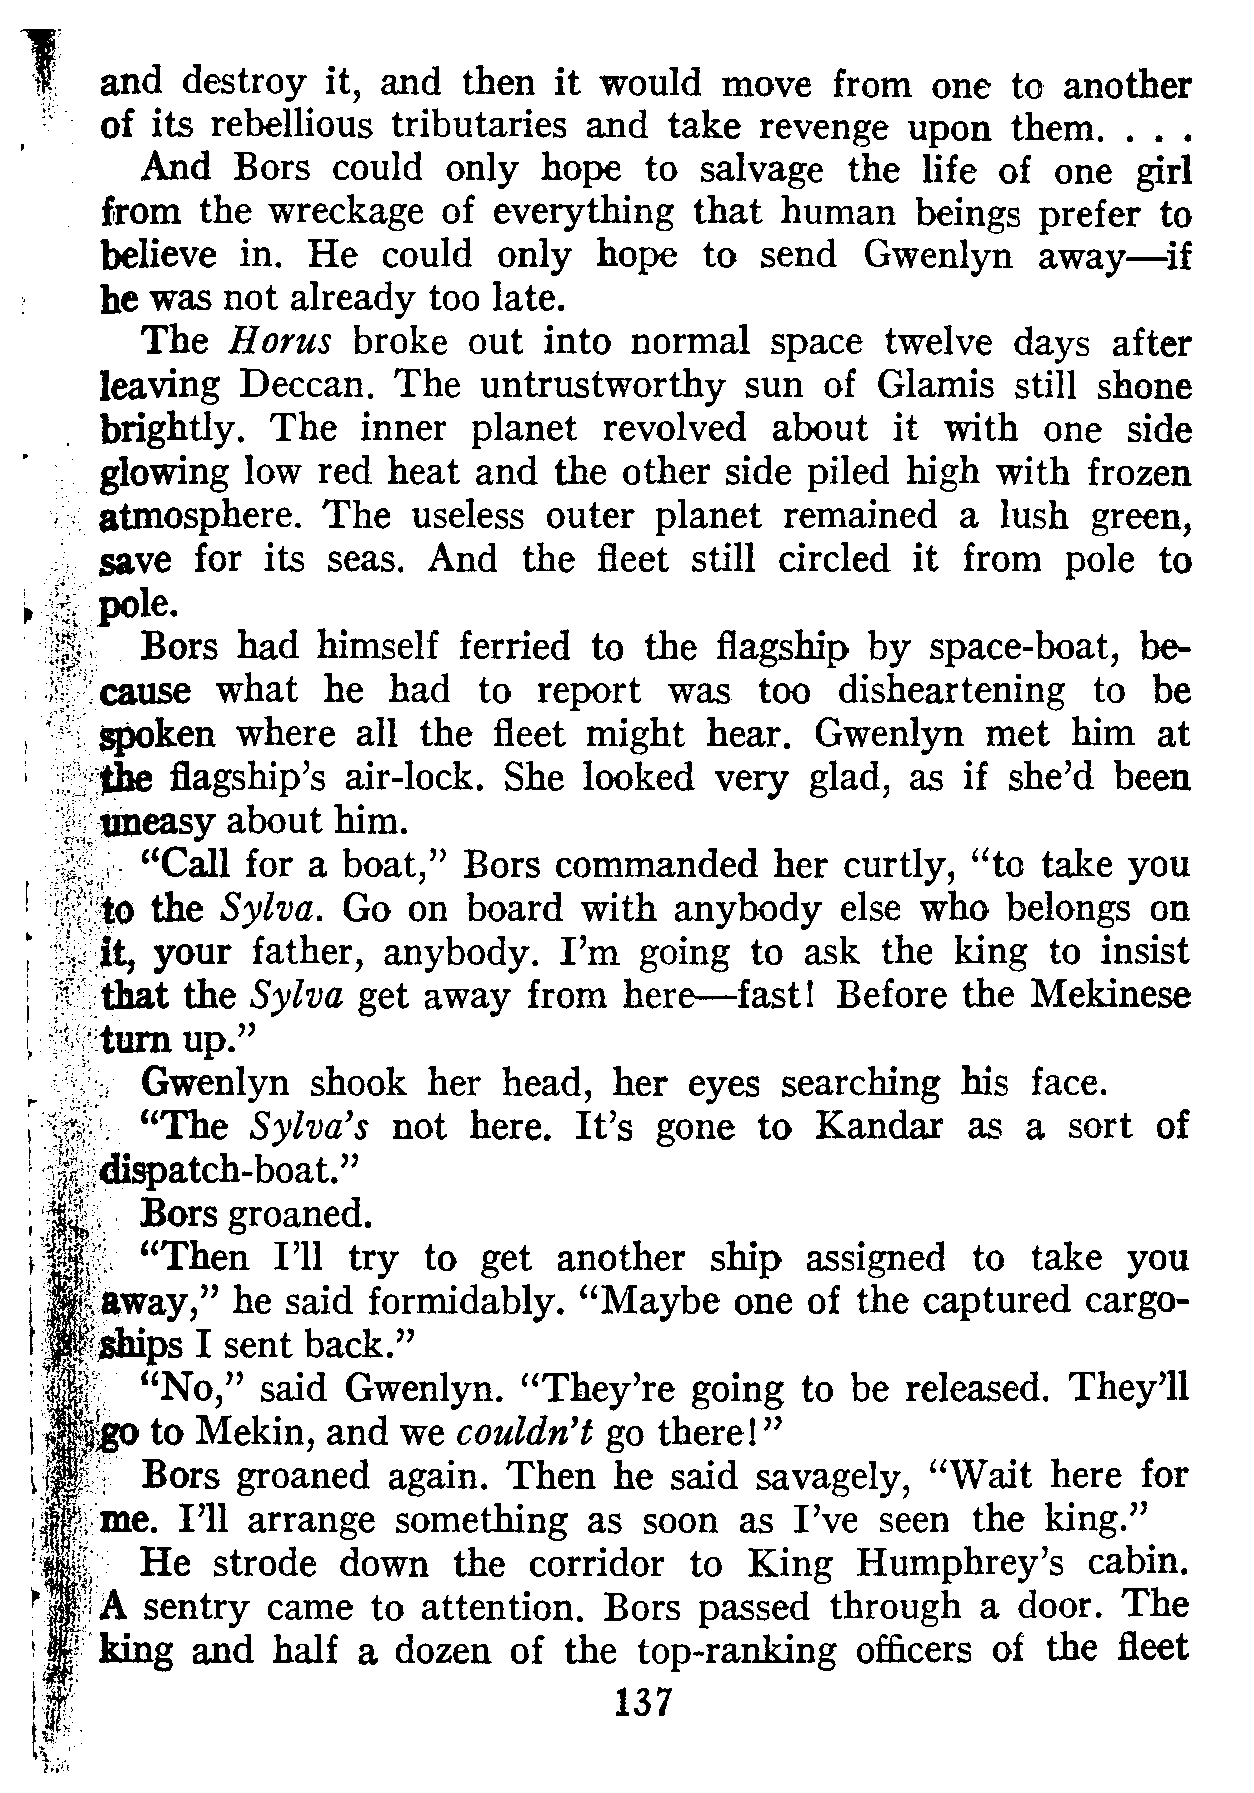 and destroy it, and then it would move from one to another
of its rebellious tributaries and take revenge upon them. . . .
And Bors could only hope to salvage the life of one girl
from the wreckage of everything that human beings prefer to
believe in. He could only hope to send Gwenlyn away—if
he was not already too late.
The Horus broke out into normal space twelve days after
leaving Deccan. The untrustworthy sun of Glamis still shone
brightly. The inner planet revolved about it with one side
glowing low red heat and the other side piled high with frozen
atmosphere. The useless outer planet remained a lush green,
save for its seas. And the fleet still circled it from pole to
pole.
Bors had himself ferried to the flagship by space-boat, be-
cause what he had to report was too disheartening to be
spoken where all the fleet might hear. Gwenlyn met him at
the flagship's air-lock. She looked very glad, as if she'd been
uneasy about him.
“Call for a boat,” Bors commanded her curtly, “to take you
to the Sylva. Go on board with anybody else who belongs on
it, your father, anybody. I'm going to ask the king to insist
that the Sylva get away from here—fast! Before the Mekinese
turn up.”
Gwenlyn shook her head, her eyes searching his face.
“The Sylva's not here. It's gone to Kandar as a sort of
dispatch-boat.”
Bors groaned.
“Then I'll try to get another ship assigned to take you
away,” he said formidably. “Maybe one of the captured cargo-
ships I sent back.”
“No,” said Gwenlyn. “They're going to be released. They'll
go to Mekin, and we couldn't go there!”
Bors groaned again. Then he said savagely, “Wait here for
me. I'll arrange something as soon as I've seen the king.”
He strode down the corridor to King Humphrey's cabin.
A sentry came to attention. Bors passed through a door. The
king and half a dozen of the top-ranking officers of the fleet
137